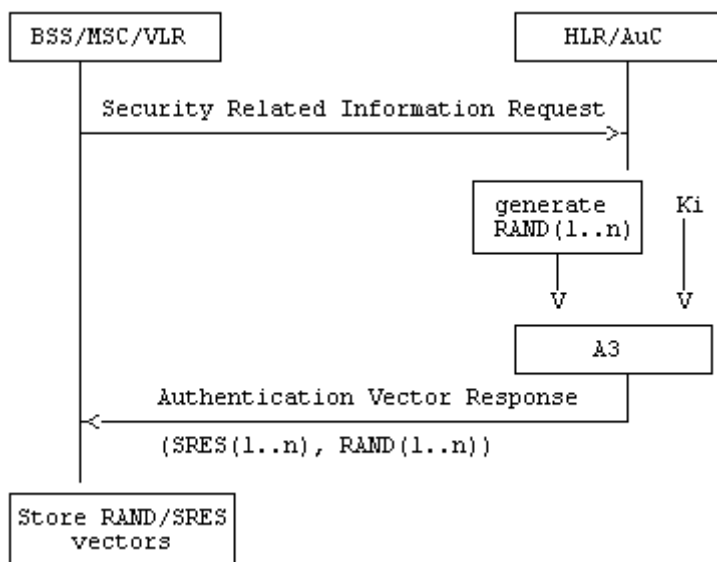 BSS/MSC/VLR
HLR/AuC
Security Related Information Request
generate
RAND(1..n)
Ki
V
V
A3
Authentication Vector Response
(SRES(1..n), RAND(1..n))
Store RAND/SRES
vectors